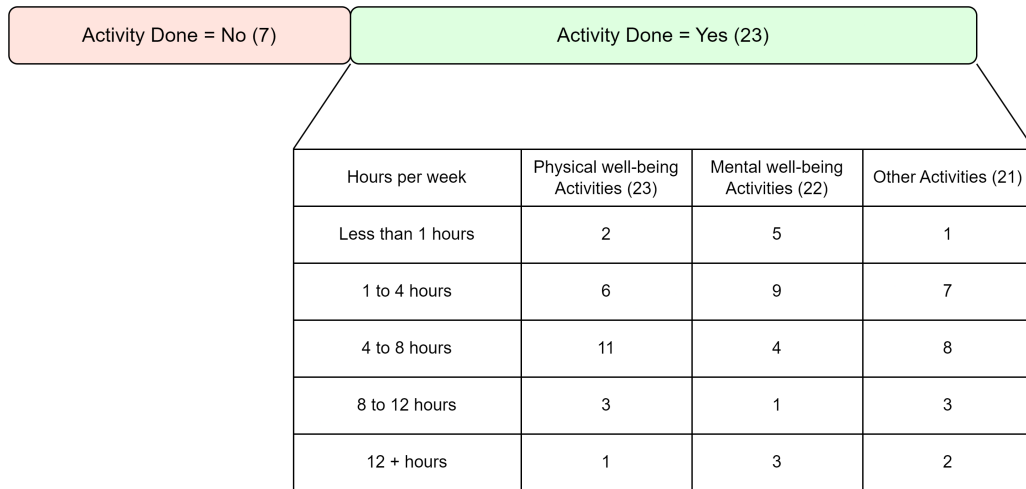 Activity Done = No (7)
Activity Done = Yes (23)
Hours per week
Physical well-being
Activities (23)
Mental well-being
Activities (22)
Other Activities (21)
Less than 1 hours
2
5
1
1 to 4 hours
6
9
7
4 to 8 hours
11
4
8
8 to 12 hours
3
1
3
12 + hours
1
3
2